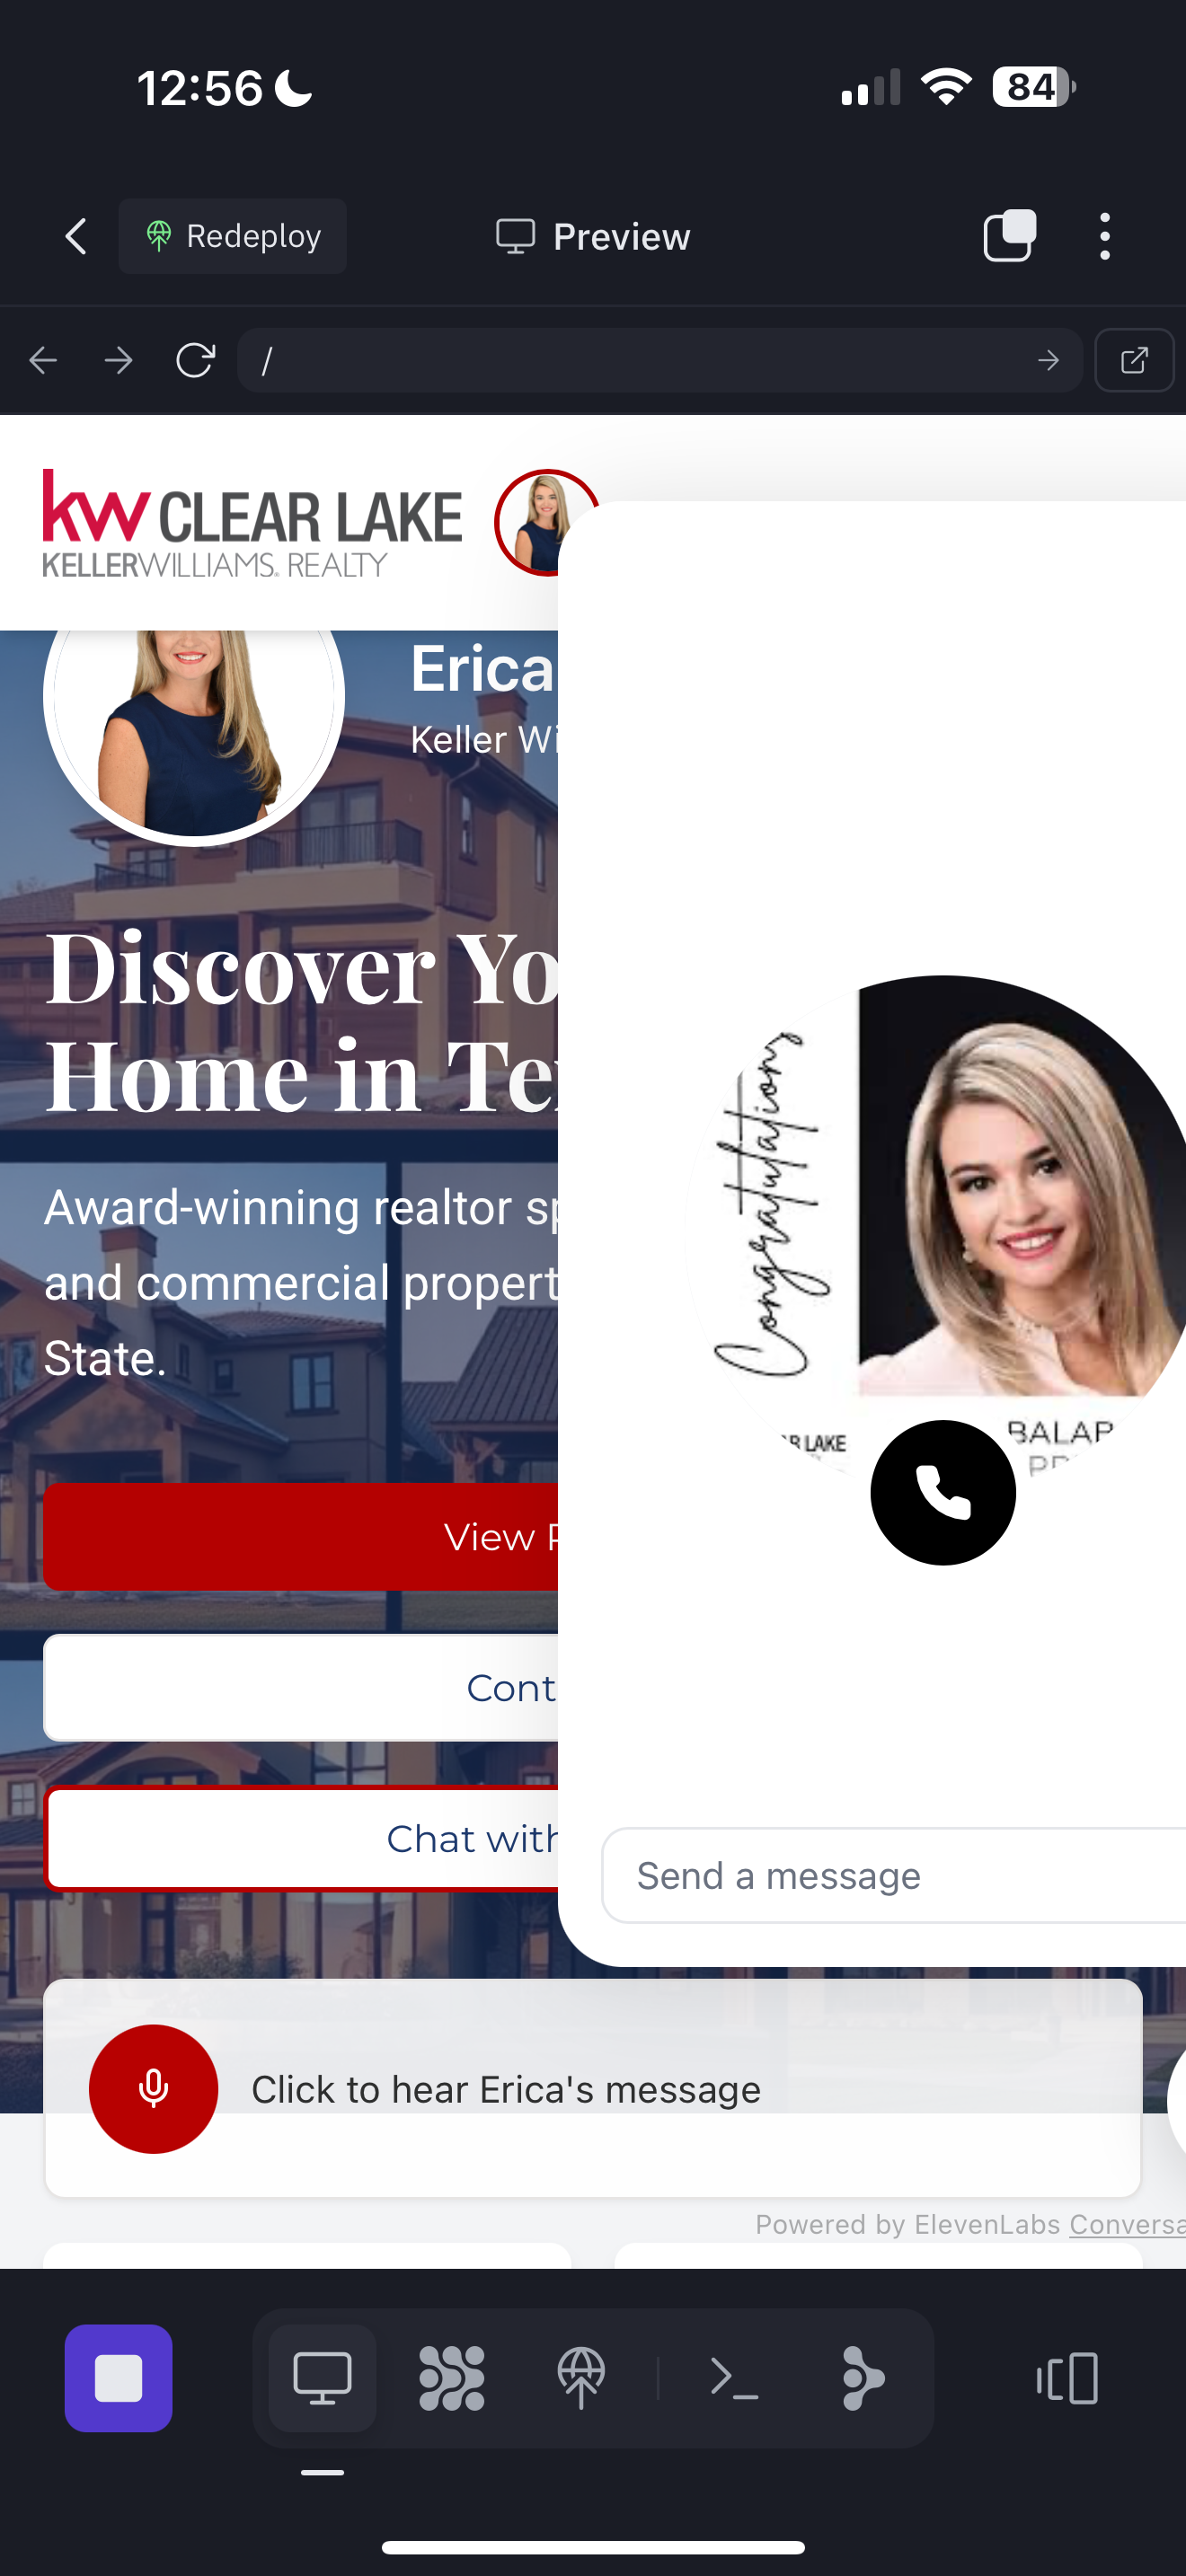 12:56
84
Redeploy
Preview
/
kw CLEAR LAKE
KELLERWILLIAMS. REALTY
Erica
Keller Wi
Discover Yo
Home in Te
Award-winning realtor sp
and commercial propert
State.
Congratulations
R LAKE
BALAR
View P
Cont
Chat with
Send a message
Click to hear Erica's message
Powered by ElevenLabs Conversa